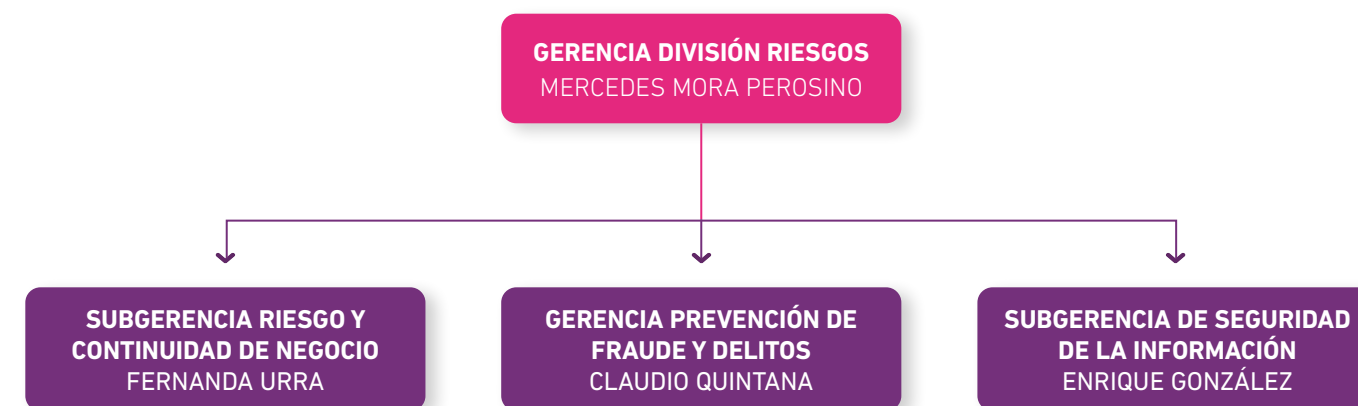 GERENCIA DIVISIÓN RIESGOS
MERCEDES MORA PEROSINO
SUBGERENCIA RIESGO Y
CONTINUIDAD DE NEGOCIO
FERNANDA URRA
GERENCIA PREVENCIÓN DE
FRAUDE Y DELITOS
CLAUDIO QUINTANA
SUBGERENCIA DE SEGURIDAD
DE LA INFORMACIÓN
ENRIQUE GONZÁLEZ